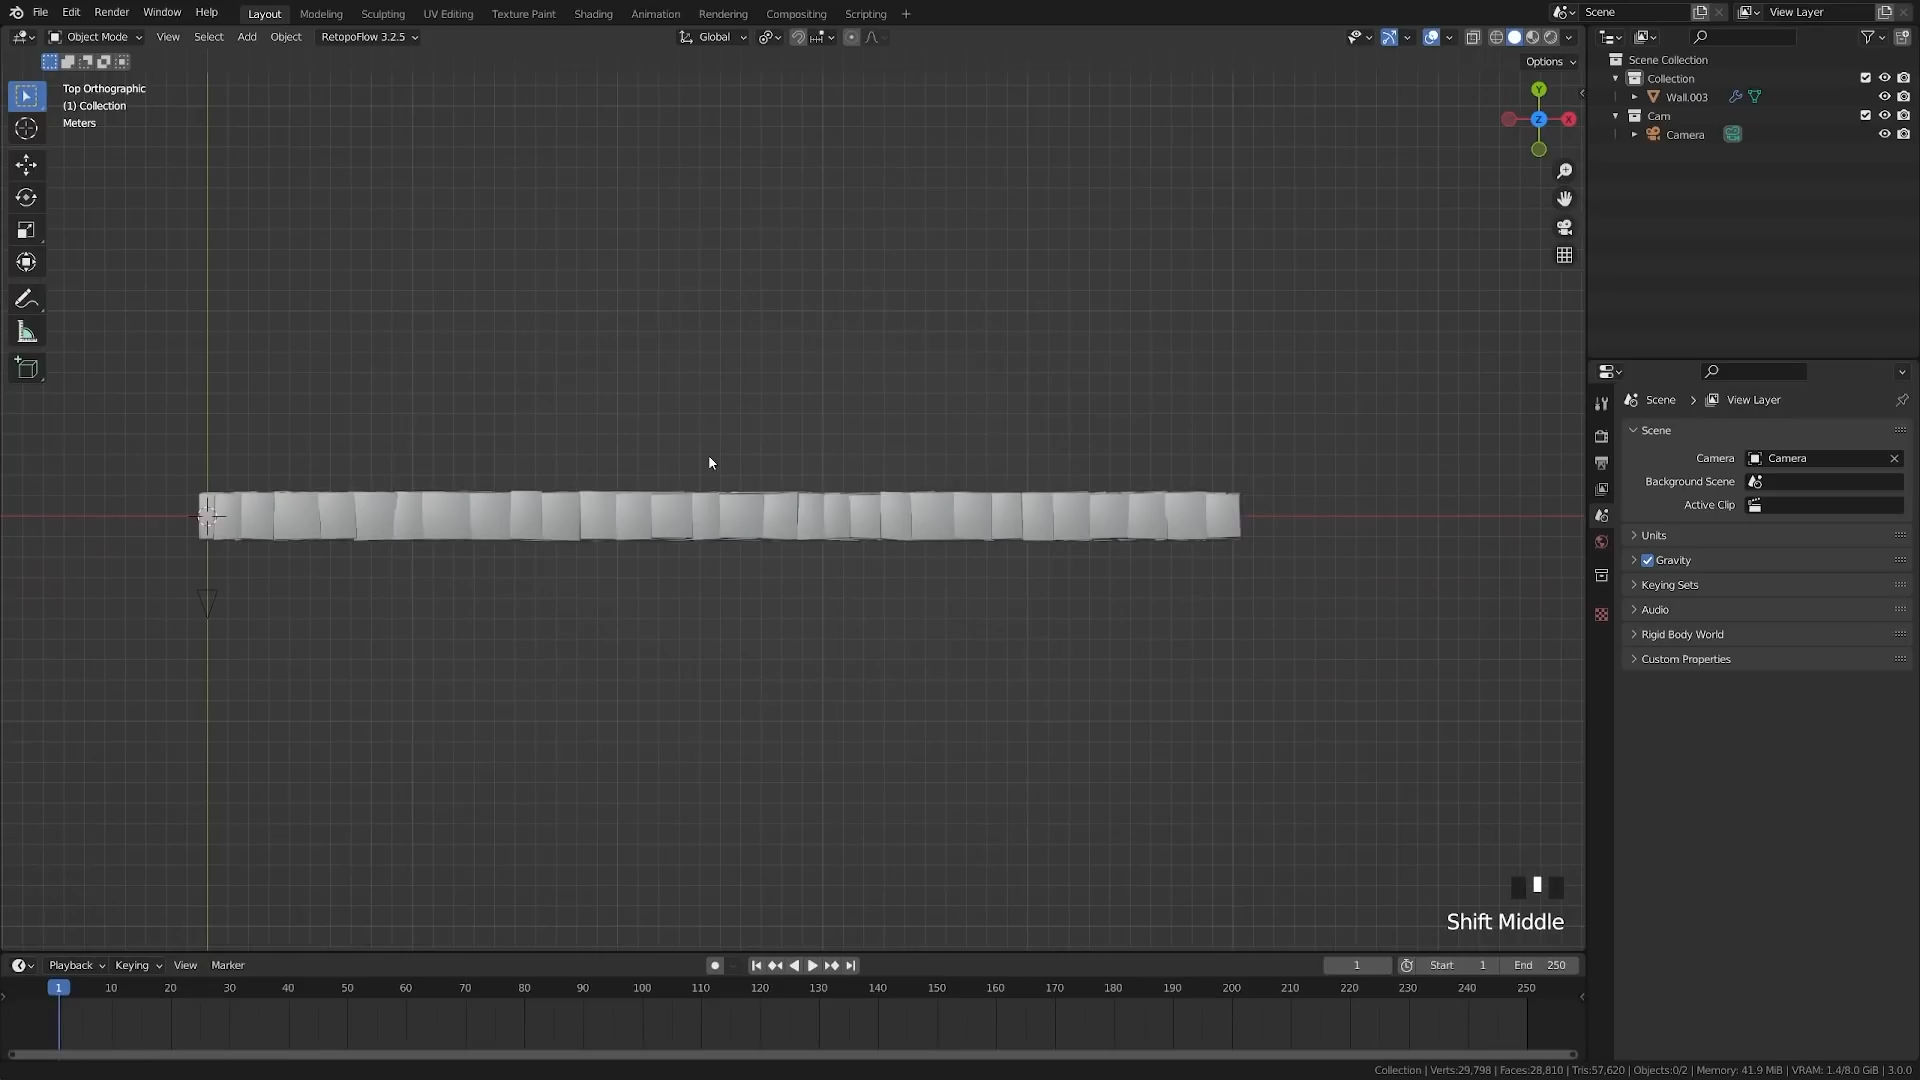 File Edit Render Window Help Layout Modeling Sculpting UV Editing Texture Paint Shading Animation Rendering Compositing Scripting + Scene View Layer
Object Mode View Select Add Object RetopoFlow 3.2.5 Global
Options
Top Orthographic
(1) Collection
Meters
Y
Z
X
Scene Collection
Collection
Wall.003
Cam
Camera
Scene > View Layer
Scene
Camera Camera
Background Scene
Active Clip
Units
Gravity
Keying Sets
Audio
Rigid Body World
Custom Properties
Shift Middle
Playback Keying View Marker 1 Start 1 End 250
1 10 20 30 40 50 60 70 80 90 100 110 120 130 140 150 160 170 180 190 200 210 220 230 240 250
Collection | Verts:29,798 | Faces:28,810 | Tris:57,620 | Objects:0/2 | Memory: 41.9 MiB | VRAM: 1.4/8.0 GiB | 3.0.0